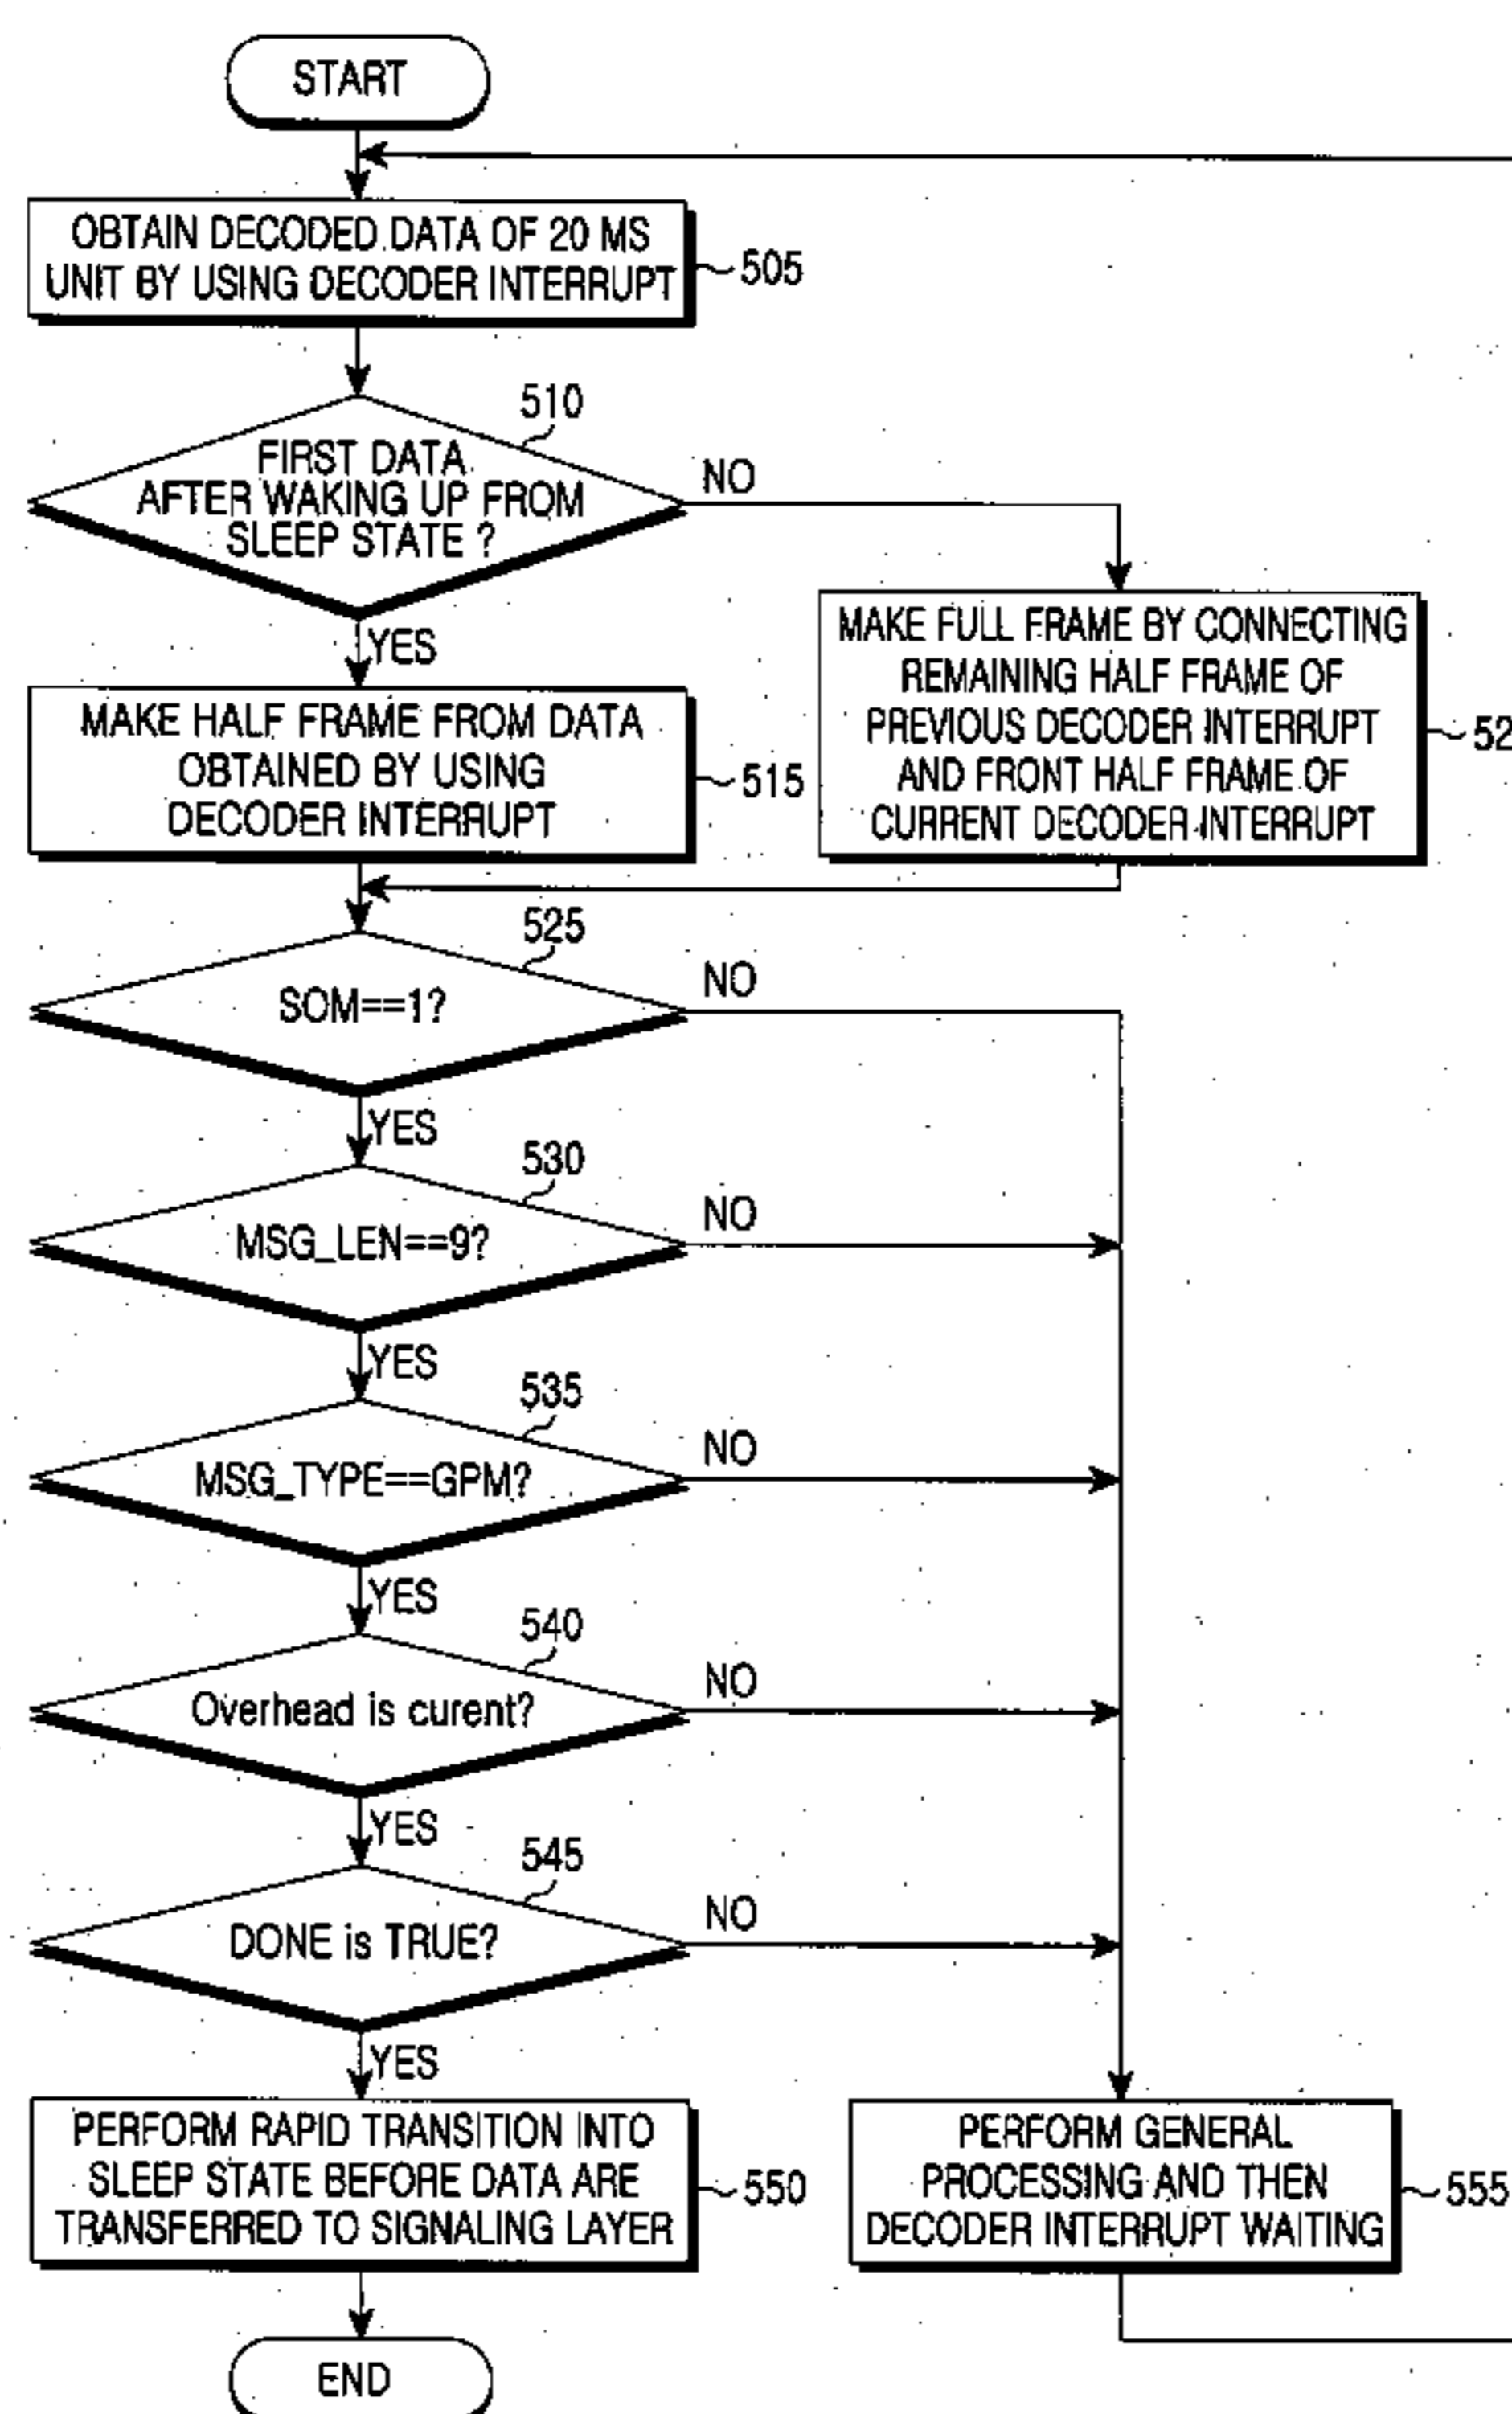 START
OBTAIN DECODED DATA OF 20 MS
UNIT BY USING DECODER INTERRUPT
505
510
FIRST DATA
AFTER WAKING UP FROM
SLEEP STATE ?
NO
YES
MAKE HALF FRAME FROM DATA
OBTAINED BY USING
DECODER INTERRUPT
515
MAKE FULL FRAME BY CONNECTING
REMAINING HALF FRAME OF
PREVIOUS DECODER INTERRUPT
AND FRONT HALF FRAME OF
CURRENT DECODER INTERRUPT
52
525
SOM==1?
NO
YES
530
MSG_LEN==9?
NO
YES
535
MSG_TYPE==GPM?
NO
YES
540
Overhead is curent?
NO
YES
545
DONE is TRUE?
NO
YES
PERFORM RAPID TRANSITION INTO
SLEEP STATE BEFORE DATA ARE
TRANSFERRED TO SIGNALING LAYER
550
PERFORM GENERAL
PROCESSING AND THEN
DECODER INTERRUPT WAITING
555
END